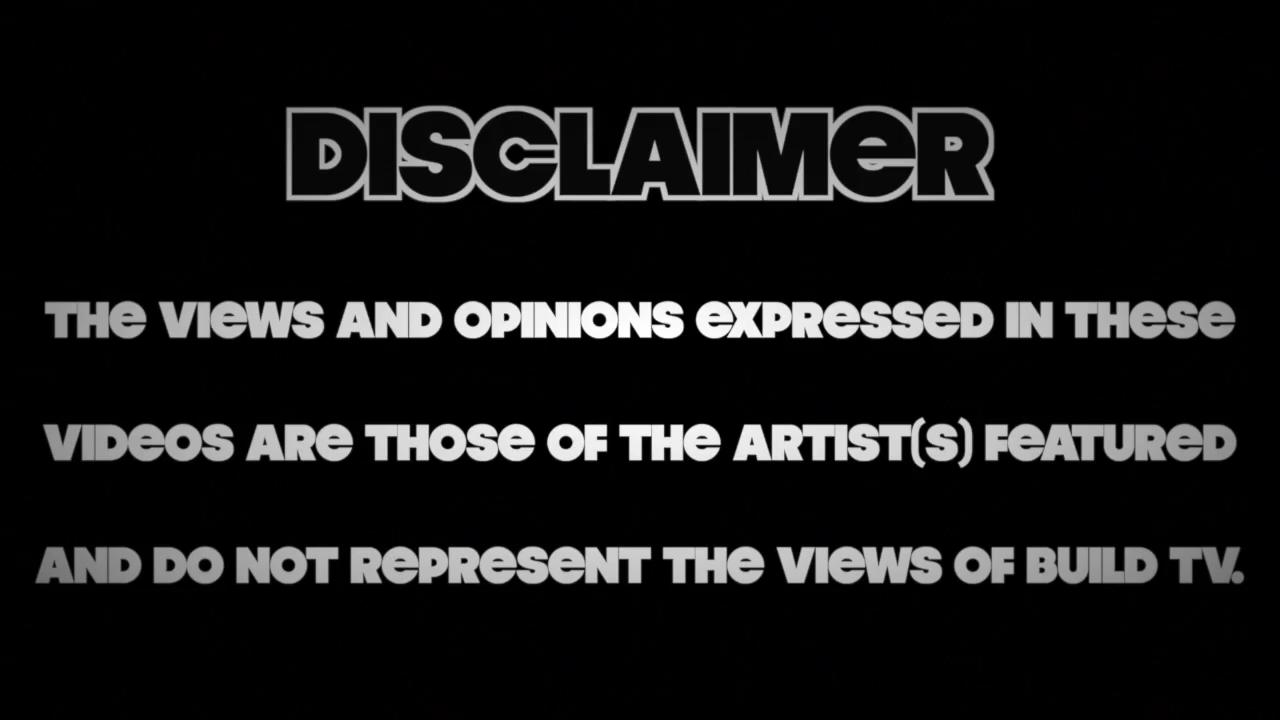 DISCLAIMER
THE VIEWS AND OPINIONS EXPRESSED IN THESE
VIDEOS ARE THOSE OF THE ARTIST(S) FEATURED
AND DO NOT REPRESENT THE VIEWS OF BUILD TV.